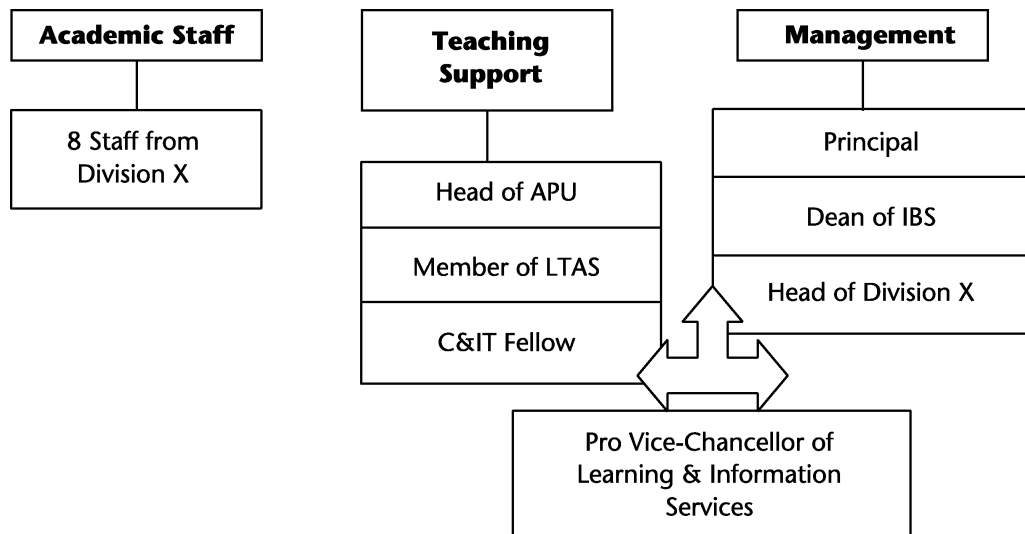 Academic Staff
8 Staff from
Division X
Teaching
Support
Head of APU
Member of LTAS
C&IT Fellow
Management
Principal
Dean of IBS
Head of Division X
Pro Vice-Chancellor of
Learning & Information
Services